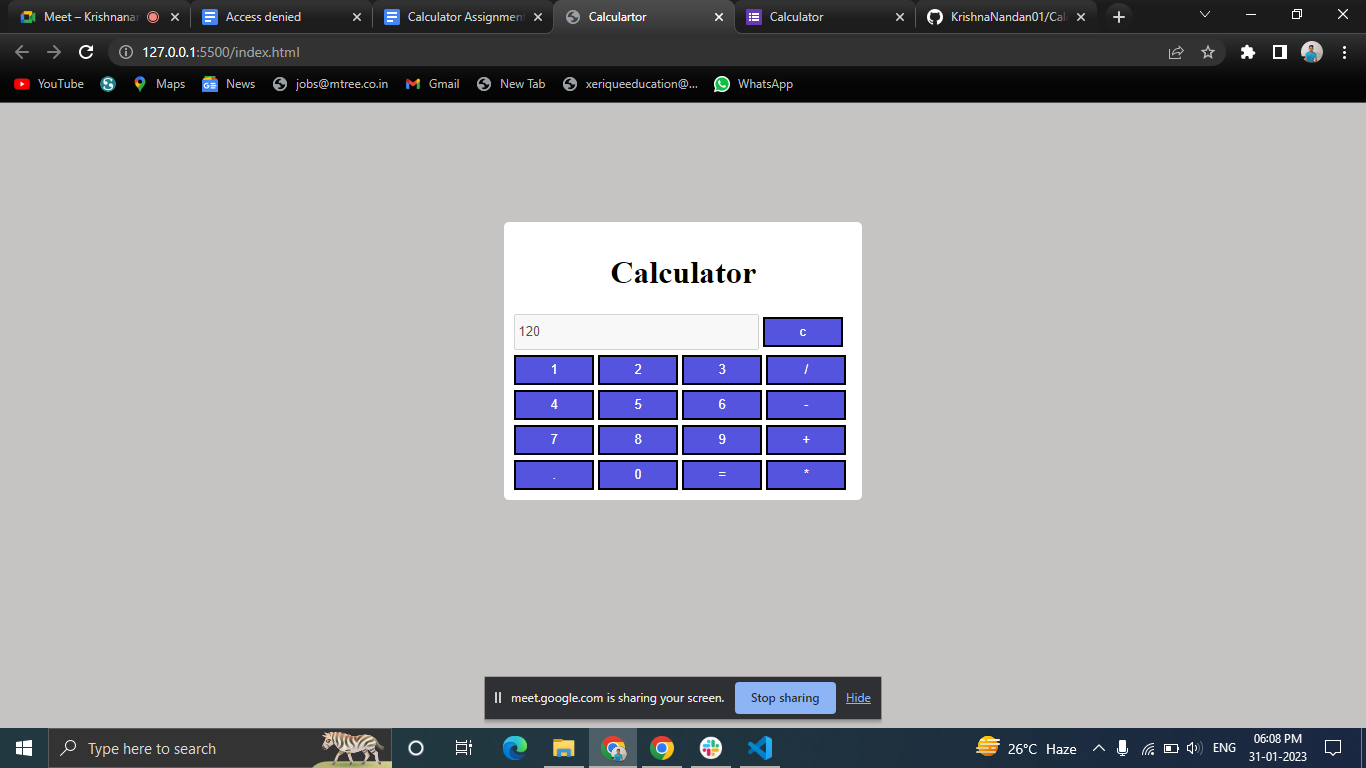 Meet – Krishnanan
Access denied
Calculator Assignment
Calculartor
Calculator
KrishnaNandan01/Cal
127.0.0.1:5500/index.html
YouTube
Maps
News
jobs@mtree.co.in
Gmail
New Tab
xeriqueeducation@...
WhatsApp
Calculator
120 c
1 2 3 /
4 5 6 -
7 8 9 +
. 0 = *
meet.google.com is sharing your screen. Stop sharing Hide
Type here to search
26°C Haze
ENG
06:08 PM
31-01-2023